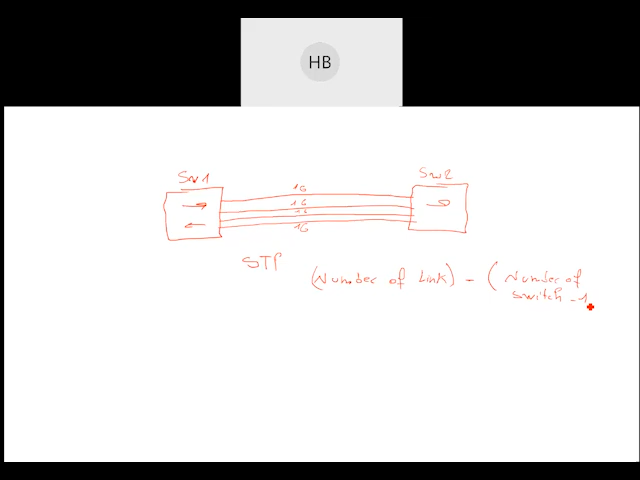 HB
SW1
SW2
1G
1G
1G
1G
STP
(Number of Link) - (Number of
switch -1